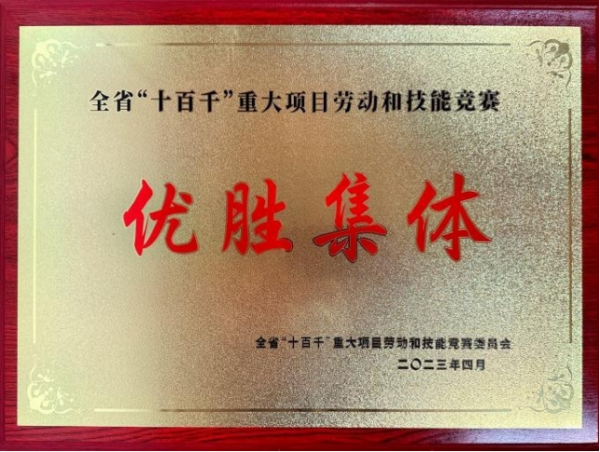 全省“十百千”重大项目劳动和技能竞赛
优胜集体
全省“十百千”重大项目劳动和技能竞赛委员会
二〇二三年四月